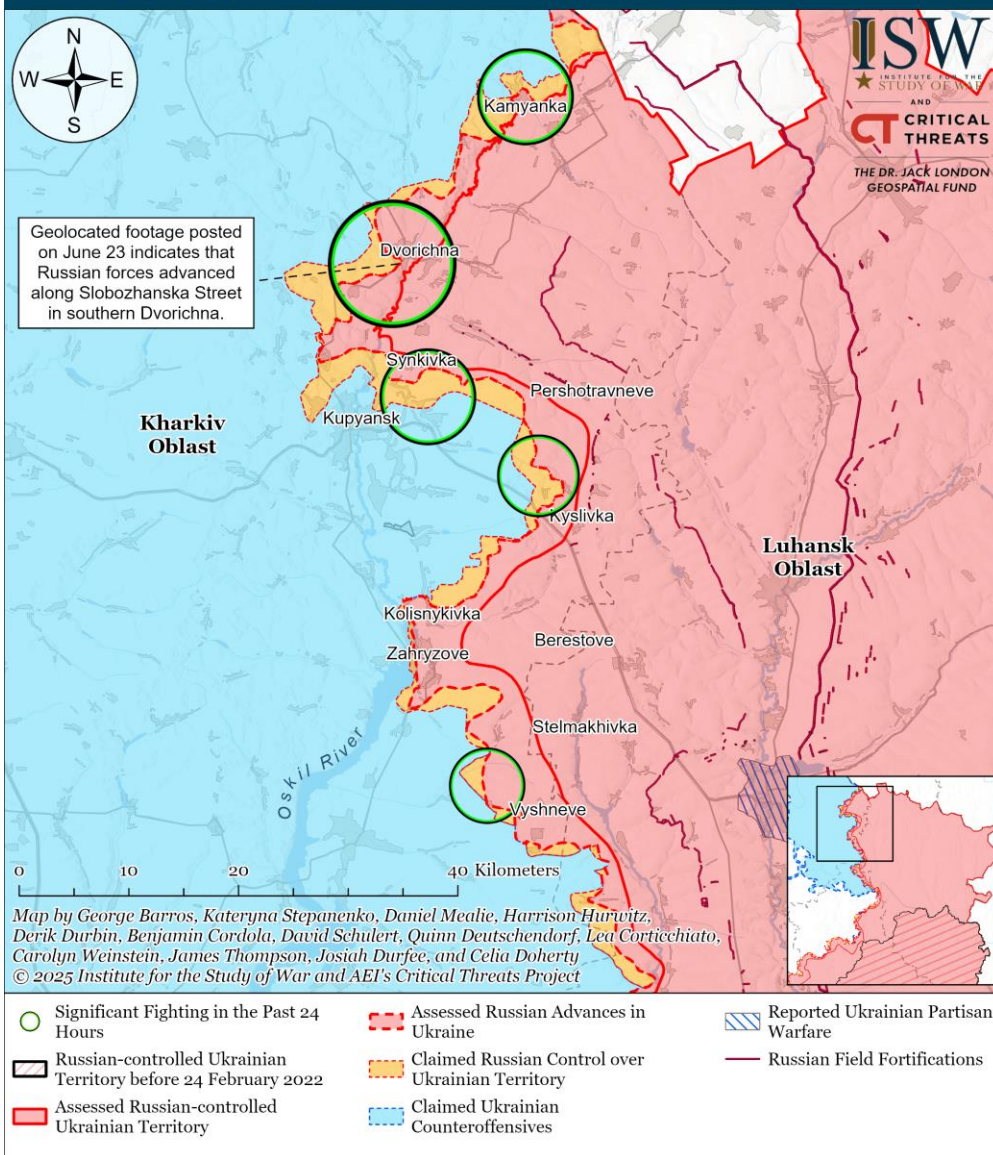 N
W
E
S
ISW
INSTITUTE FOR THE
STUDY OF WAR
AND
CT CRITICAL
THREATS
THE DR. JACK LONDON
GEOSPATIAL FUND
Kamyanka
Geolocated footage posted
on June 23 indicates that
Russian forces advanced
along Slobozhanska Street
in southern Dvorichna.
Dvorichna
Synkivka
Pershotravneve
Kupyansk
Kharkiv
Oblast
Kyslivka
Luhansk
Oblast
Kolisnykivka
Zahryzove
Berestove
Stelmakhivka
Oskil River
Vyshneve
0 10 20 40 Kilometers
Map by George Barros, Kateryna Stepanenko, Daniel Mealie, Harrison Hurwitz,
Derik Durbin, Benjamin Cordola, David Schulert, Quinn Deutschendorf, Lea Corticchiato,
Carolyn Weinstein, James Thompson, Josiah Durfee, and Celia Doherty
© 2025 Institute for the Study of War and AEI's Critical Threats Project
Significant Fighting in the Past 24
Hours
Russian-controlled Ukrainian
Territory before 24 February 2022
Assessed Russian-controlled
Ukrainian Territory
Assessed Russian Advances in
Ukraine
Claimed Russian Control over
Ukrainian Territory
Claimed Ukrainian
Counteroffensives
Reported Ukrainian Partisan
Warfare
Russian Field Fortifications